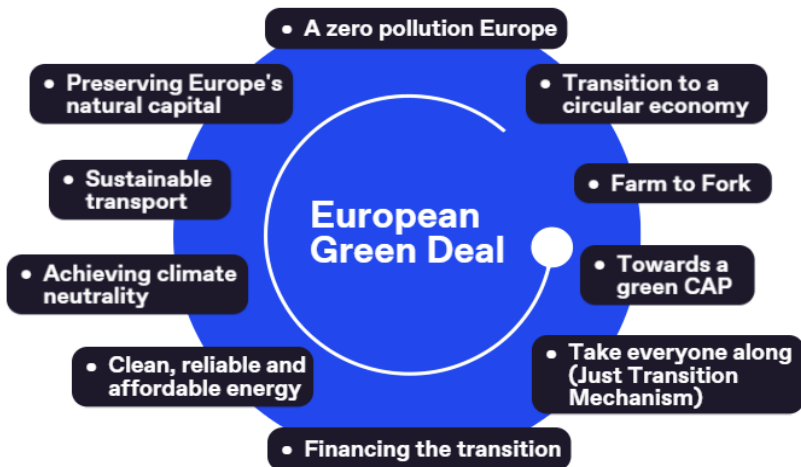 • A zero pollution Europe
• Preserving Europe's
natural capital
• Transition to a
circular economy
• Sustainable
transport
• Farm to Fork
European
Green Deal
• Achieving climate
neutrality
• Towards a
green CAP
• Clean, reliable and
affordable energy
• Take everyone along
(Just Transition
Mechanism)
• Financing the transition